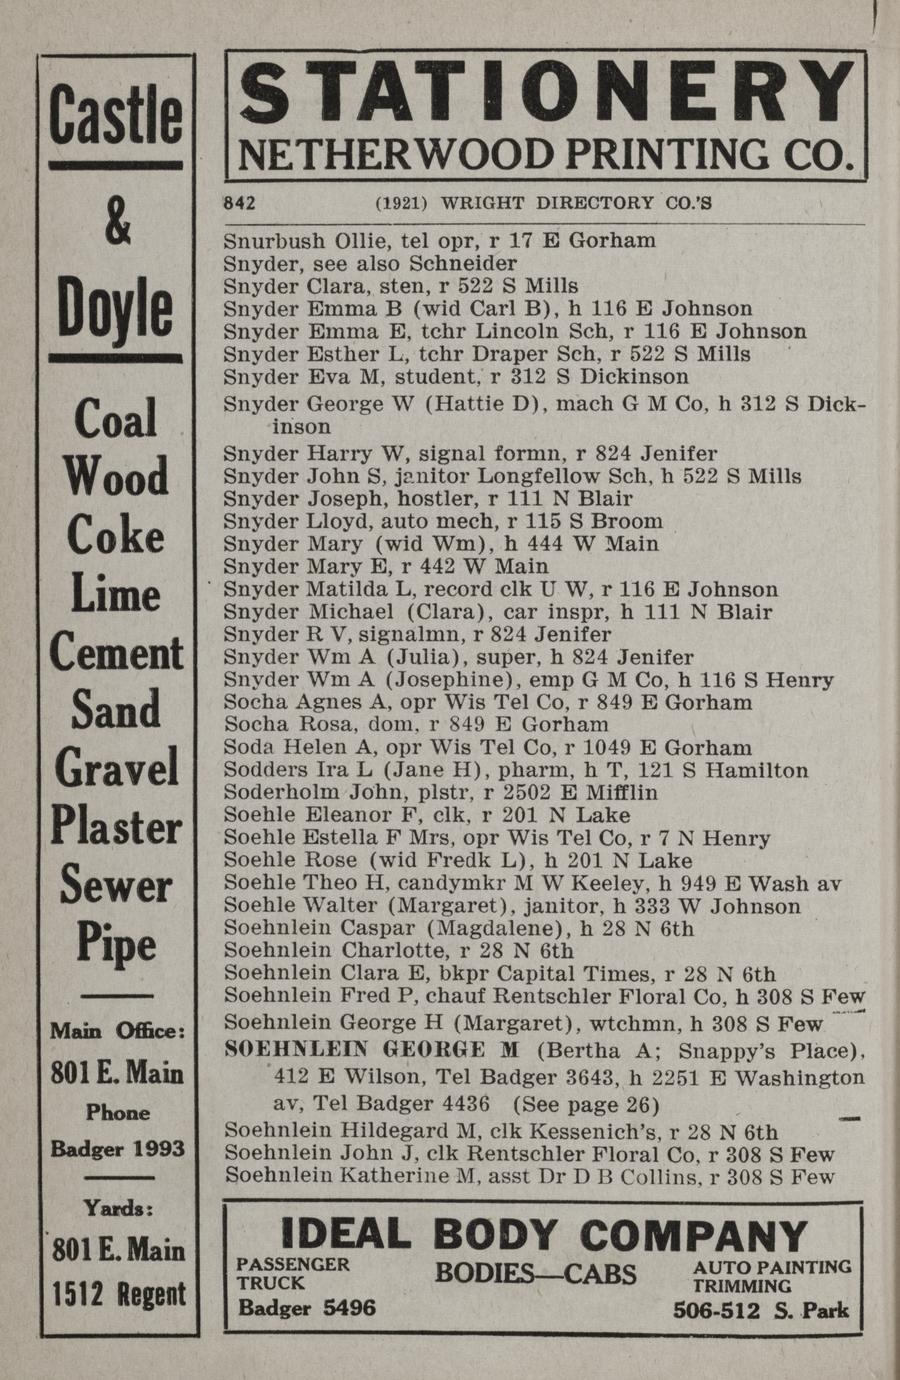 Castle
&
Doyle
Coal
Wood
Coke
Lime
Cement
Sand
Gravel
Plaster
Sewer
Pipe
Main Office:
801 E. Main
Phone
Badger 1993
Yards:
801 E. Main
1512 Regent
STATIONERY
NETHERWOOD PRINTING CO.
842 (1921) WRIGHT DIRECTORY CO.'S
Snurbush Ollie, tel opr, r 17 E Gorham
Snyder, see also Schneider
Snyder Clara, sten, r 522 S Mills
Snyder Emma B (wid Carl B), h 116 E Johnson
Snyder Emma E, tchr Lincoln Sch, r 116 E Johnson
Snyder Esther L, tchr Draper Sch, r 522 S Mills
Snyder Eva M, student, r 312 S Dickinson
Snyder George W (Hattie D), mach G M Co, h 312 S Dick-
inson
Snyder Harry W, signal formn, r 824 Jenifer
Snyder John S, janitor Longfellow Sch, h 522 S Mills
Snyder Joseph, hostler, r 111 N Blair
Snyder Lloyd, auto mech, r 115 S Broom
Snyder Mary (wid Wm), h 444 W Main
Snyder Mary E, r 442 W Main
Snyder Matilda L, record clk U W, r 116 E Johnson
Snyder Michael (Clara), car inspr, h 111 N Blair
Snyder R V, signalmn, r 824 Jenifer
Snyder Wm A (Julia), super, h 824 Jenifer
Snyder Wm A (Josephine), emp G M Co, h 116 S Henry
Socha Agnes A, opr Wis Tel Co, r 849 E Gorham
Socha Rosa, dom, r 849 E Gorham
Soda Helen A, opr Wis Tel Co, r 1049 E Gorham
Sodders Ira L (Jane H), pharm, h T, 121 S Hamilton
Soderholm John, plstr, r 2502 E Mifflin
Soehle Eleanor F, clk, r 201 N Lake
Soehle Estella F Mrs, opr Wis Tel Co, r 7 N Henry
Soehle Rose (wid Fredk L), h 201 N Lake
Soehle Theo H, candymkr M W Keeley, h 949 E Wash av
Soehle Walter (Margaret), janitor, h 333 W Johnson
Soehnlein Caspar (Magdalene), h 28 N 6th
Soehnlein Charlotte, r 28 N 6th
Soehnlein Clara E, bkpr Capital Times, r 28 N 6th
Soehnlein Fred P, chauf Rentschler Floral Co, h 308 S Few
Soehnlein George H (Margaret), wtchmn, h 308 S Few
SOEHNLEIN GEORGE M (Bertha A; Snappy's Place),
412 E Wilson, Tel Badger 3643, h 2251 E Washington
av, Tel Badger 4436 (See page 26)
Soehnlein Hildegard M, clk Kessenich's, r 28 N 6th
Soehnlein John J, clk Rentschler Floral Co, r 308 S Few
Soehnlein Katherine M, asst Dr D B Collins, r 308 S Few
IDEAL BODY COMPANY
PASSENGER
TRUCK
Badger 5496
BODIES—CABS
AUTO PAINTING
TRIMMING
506-512 S. Park